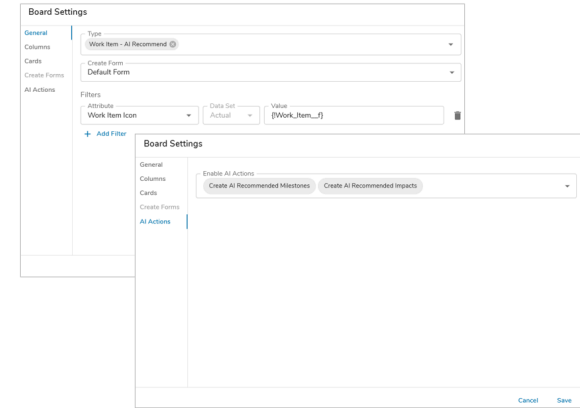 Board Settings
General
Columns
Cards
Create Forms
AI Actions
Type
Work Item - AI Recommend
Create Form
Default Form
Filters
Attribute
Work Item Icon
Data Set
Actual
Value
{!Work_Item__f}
+ Add Filter
Board Settings
General
Columns
Cards
Create Forms
AI Actions
Enable AI Actions
Create AI Recommended Milestones
Create AI Recommended Impacts
Cancel
Save